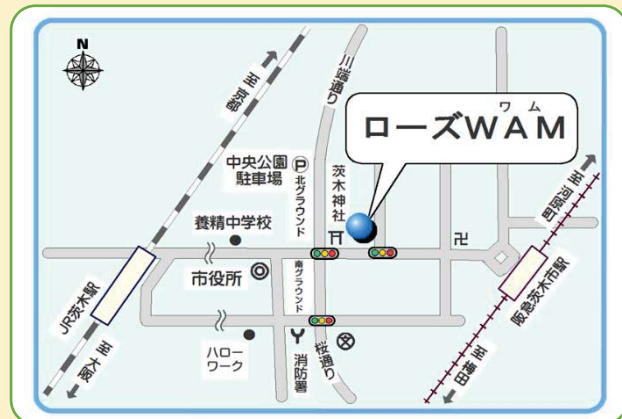 N
至京都
川端通り
ワ ム
ローズWAM
中央公園
駐車場
P
北グラウンド
茨木神社
至河原町
養精中学校
卍
市役所
南グラウンド
JR茨木駅
阪急茨木市駅
至大阪
ハロー
ワーク
消防署
桜通り
至梅田